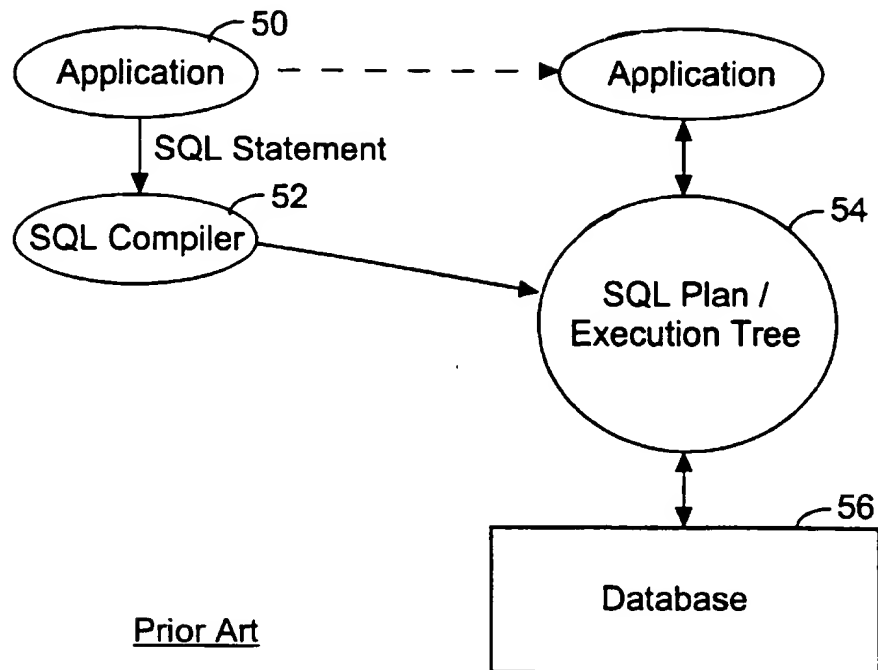 50
Application
Application
SQL Statement
52
SQL Compiler
54
SQL Plan /
Execution Tree
56
Database
Prior Art